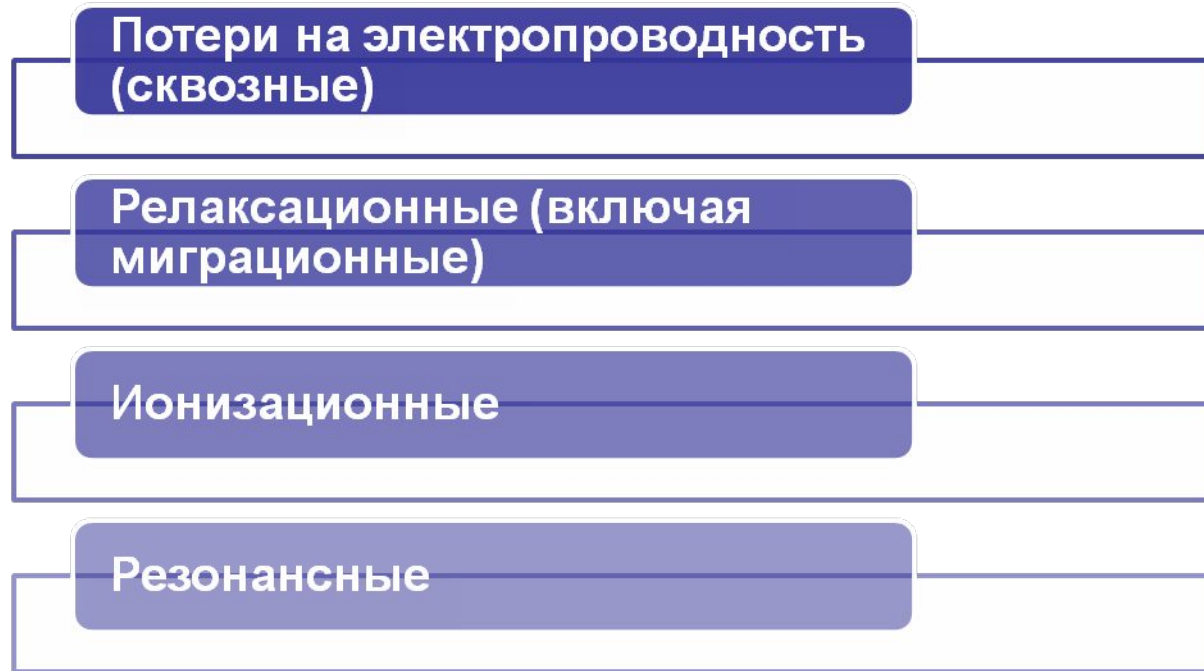 Потери на электропроводность
(сквозные)
Релаксационные (включая
миграционные)
Ионизационные
Резонансные